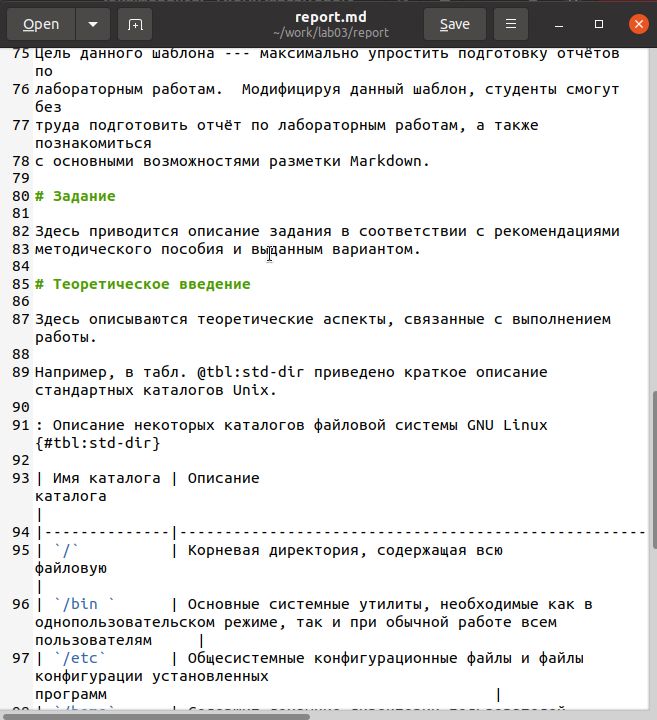 Open
Save
report.md
~/work/lab03/report
75 Цель данного шаблона --- максимально упростить подготовку отчётов
по
76 лабораторным работам.  Модифицируя данный шаблон, студенты смогут
без
77 труда подготовить отчёт по лабораторным работам, а также
познакомиться
78 с основными возможностями разметки Markdown.
79
80 # Задание
81
82 Здесь приводится описание задания в соответствии с рекомендациями
83 методического пособия и выданным вариантом.
84
85 # Теоретическое введение
86
87 Здесь описываются теоретические аспекты, связанные с выполнением
работы.
88
89 Например, в табл. @tbl:std-dir приведено краткое описание
стандартных каталогов Unix.
90
91 : Описание некоторых каталогов файловой системы GNU Linux
{#tbl:std-dir}
92
93 | Имя каталога | Описание
каталога
|
94 |--------------|----------------------------------------------------
95 | `/`          | Корневая директория, содержащая всю
файловую
|
96 | `/bin `      | Основные системные утилиты, необходимые как в
однопользовательском режиме, так и при обычной работе всем
пользователям     |
97 | `/etc`       | Общесистемные конфигурационные файлы и файлы
конфигурации установленных
программ                                           |
98 | `/home`      | Содержит домашние директории пользователей